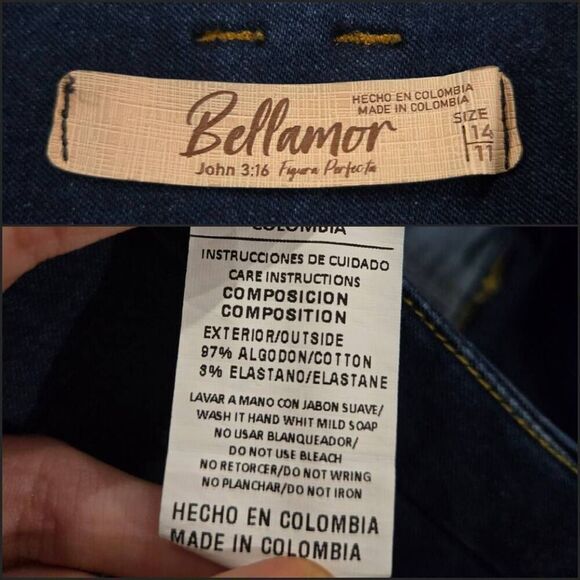 Bellamor
HECHO EN COLOMBIA
MADE IN COLOMBIA
SIZE
14
11
John 3:16 Figura Perfecta
COLOMBIA
INSTRUCCIONES DE CUIDADO
CARE INSTRUCTIONS
COMPOSICION
COMPOSITION
EXTERIOR/OUTSIDE
97% ALGODON/COTTON
3% ELASTANO/ELASTANE
LAVAR A MANO CON JABON SUAVE/
WASH IT HAND WHIT MILD SOAP
NO USAR BLANQUEADOR/
DO NOT USE BLEACH
NO RETORCER/DO NOT WRING
NO PLANCHAR/DO NOT IRON
HECHO EN COLOMBIA
MADE IN COLOMBIA